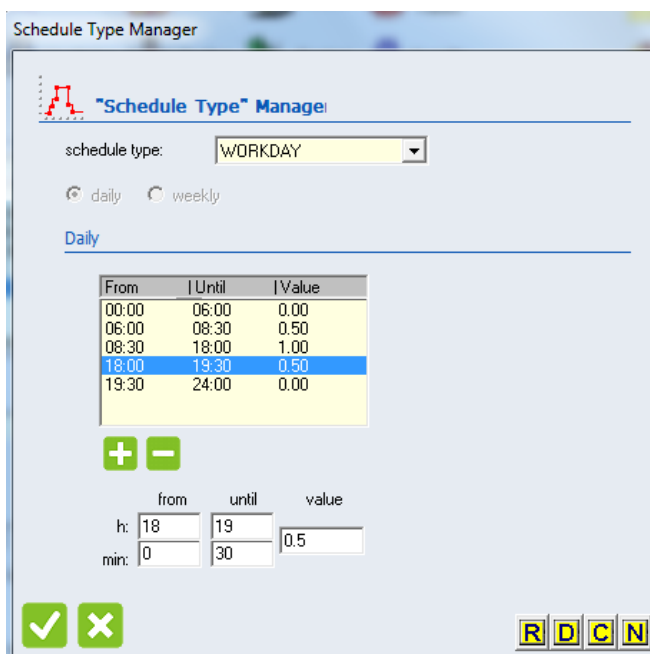 Schedule Type Manager
"Schedule Type" Manager
schedule type: WORKDAY
daily weekly
Daily
From | Until | Value
00:00 06:00 0.00
06:00 08:30 0.50
08:30 18:00 1.00
18:00 19:30 0.50
19:30 24:00 0.00
from until value
h: 18 19
0.5
min: 0 30
R D C N